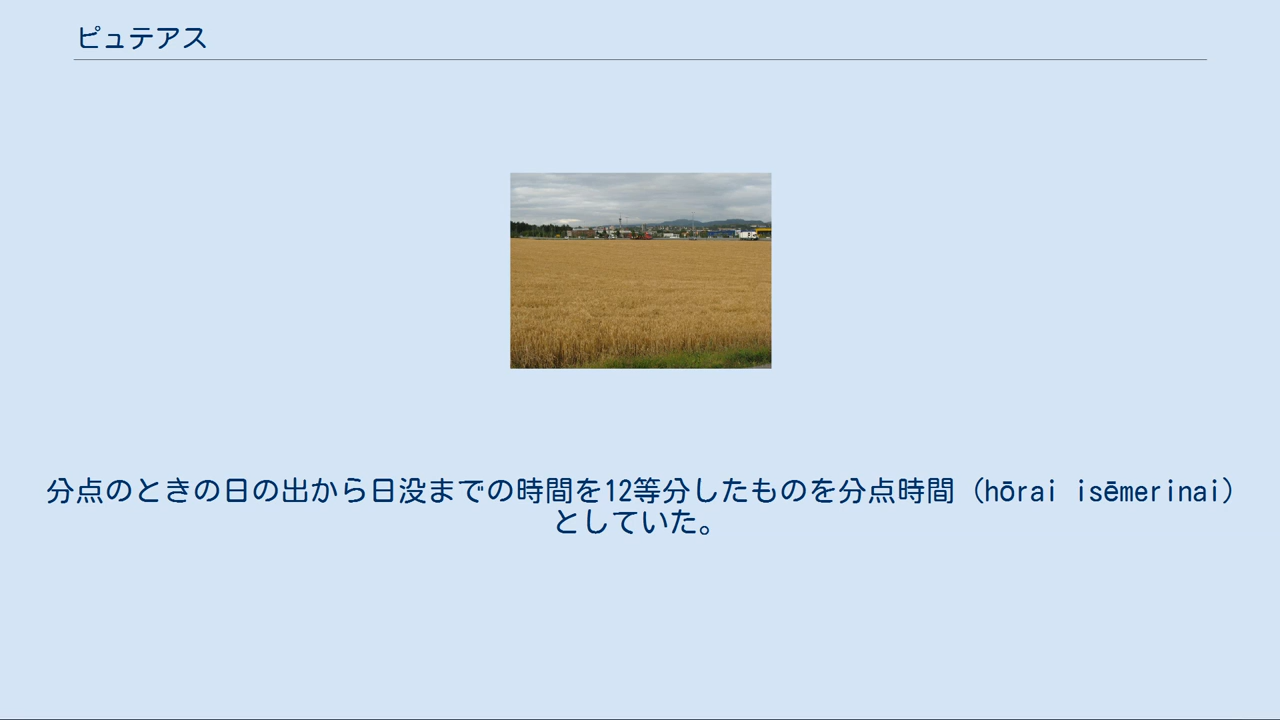 ピュテアス
分点のときの日の出から日没までの時間を12等分したものを分点時間（hōrai isēmerinai）
としていた。